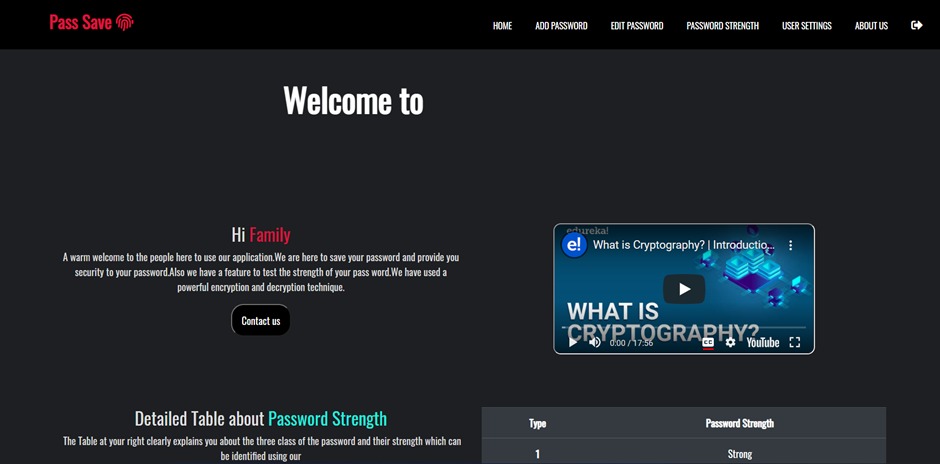 Pass Save
HOME ADD PASSWORD EDIT PASSWORD PASSWORD STRENGTH USER SETTINGS ABOUT US
Welcome to
Hi Family
A warm welcome to the people here to use our application.We are here to save your password and provide you
security to your password.Also we have a feature to test the strength of your pass word.We have used a
powerful encryption and decryption technique.
Contact us
edureka!
e!
What is Cryptography? | Introductio...
WHAT IS
CRYPTOGRAPHY?
0:00 / 17:56
CC
YouTube
Detailed Table about Password Strength
The Table at your right clearly explains you about the three class of the password and their strength which can
be identified using our
Type Password Strength
1 Strong